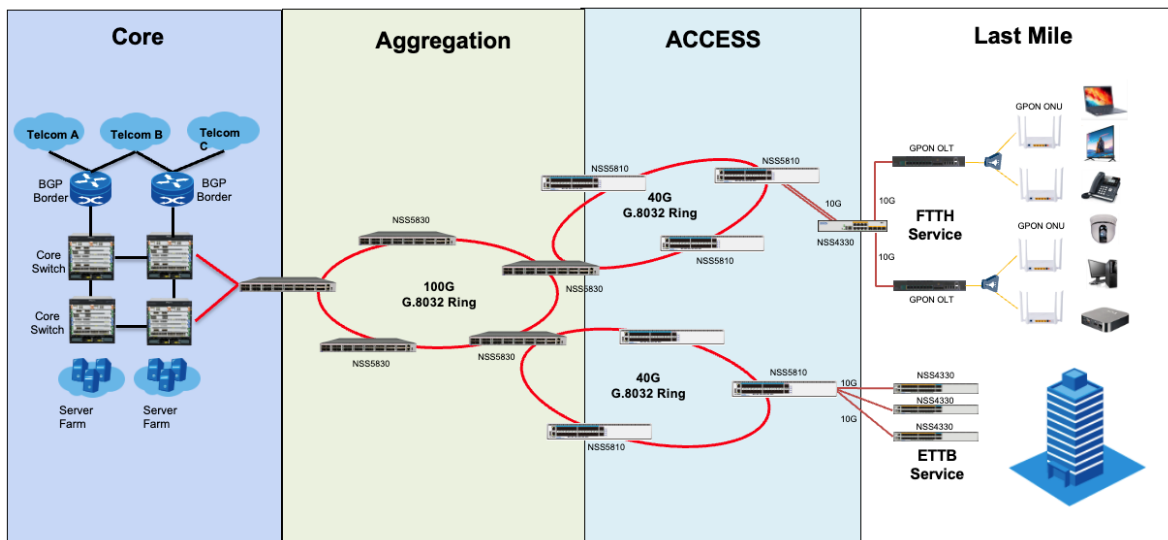 Core
Aggregation
ACCESS
Last Mile
Telcom A
Telcom B
Telcom
C
BGP
Border
BGP
Border
Core
Switch
Core
Switch
Server
Farm
Server
Farm
NSS5830
100G
G.8032 Ring
NSS5830
NSS5830
NSS5830
NSS5810
NSS5810
40G
G.8032 Ring
NSS5810
40G
G.8032 Ring
NSS5810
NSS5810
10G
NSS4330
10G
10G
GPON OLT
GPON ONU
FTTH
Service
GPON ONU
GPON OLT
10G
10G
NSS4330
NSS4330
NSS4330
ETTB
Service